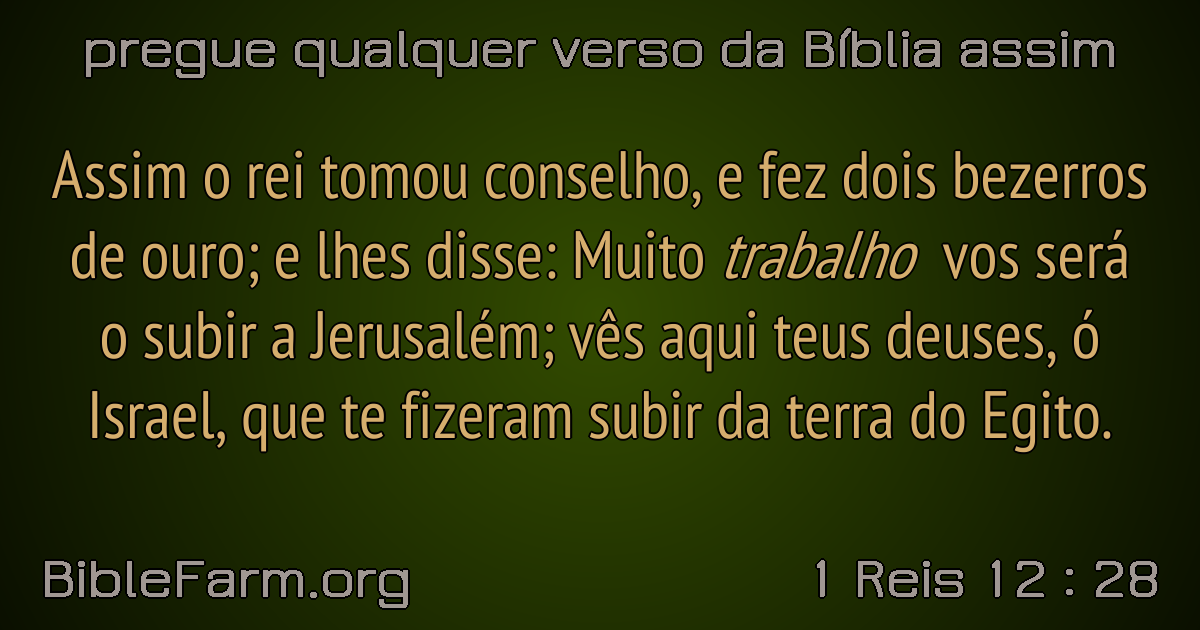 pregue qualquer verso da Bíblia assim
Assim o rei tomou conselho, e fez dois bezerros
de ouro; e lhes disse: Muito trabalho vos será
o subir a Jerusalém; vês aqui teus deuses, ó
Israel, que te fizeram subir da terra do Egito.
BibleFarm.org
1 Reis 12 : 28